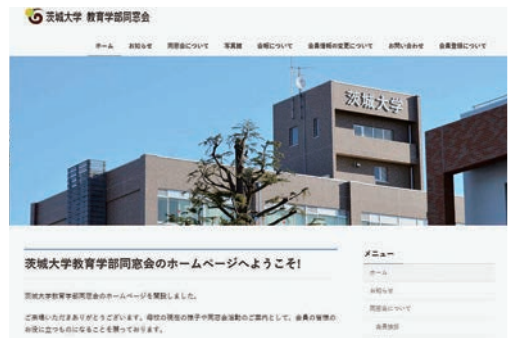 茨城大学 教育学部同窓会
ホーム お知らせ 同窓会について 写真館 会報について 会員情報の変更について お問い合わせ 会員登録について
茨城大学
茨城大学教育学部同窓会のホームページへようこそ!
茨城大学教育学部同窓会のホームページを開設しました。
ご来場いただきありがとうございます。母校の現在の様子や同窓会活動のご案内として、会員の皆様の
お役に立つものになることを願っております。
メニュー
ホーム
お知らせ
同窓会について